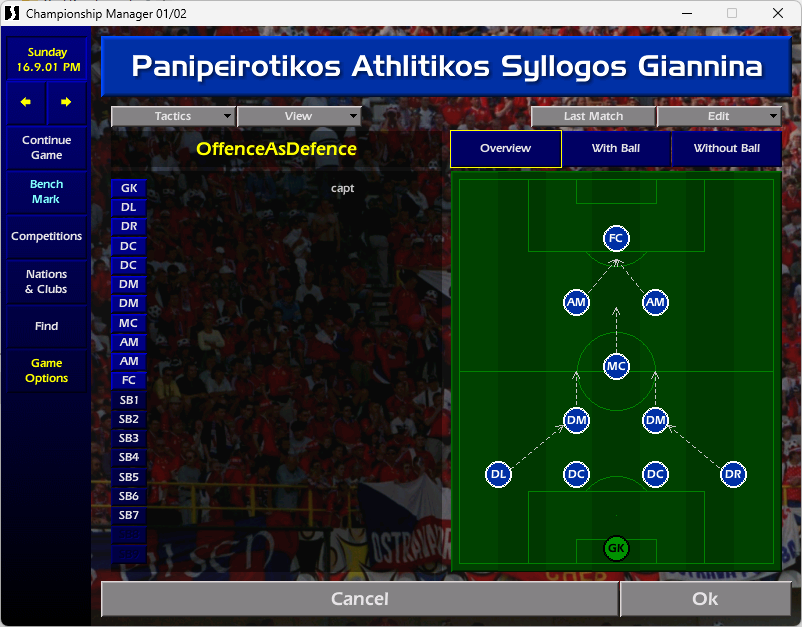 Championship Manager 01/02
Sunday
16.9.01 PM
Continue
Game
Bench
Mark
Competitions
Nations
& Clubs
Find
Game
Options
Panipeirotikos Athlitikos Syllogos Giannina
Tactics
View
Last Match
Edit
OffenceAsDefence
Overview
With Ball
Without Ball
GK capt
DL
DR
DC
DC
DM
DM
MC
AM
AM
FC
SB1
SB2
SB3
SB4
SB5
SB6
SB7
FC
AM AM
MC
DM DM
DL DC DC DR
GK
OSTRAVA
Cancel
Ok